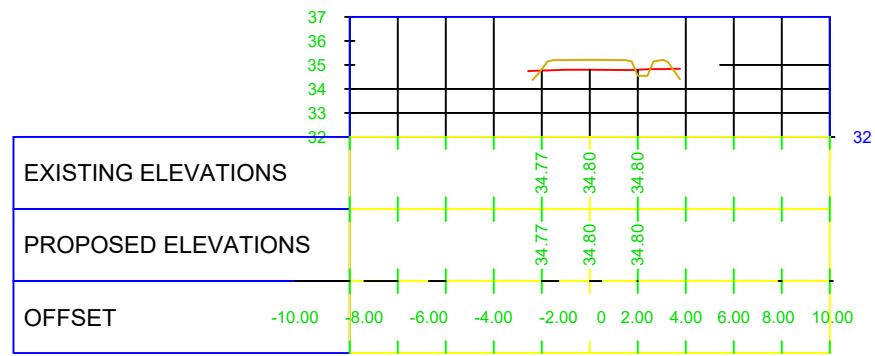 37
36
35
34
33
32
32
EXISTING ELEVATIONS 34.77 34.80 34.80
PROPOSED ELEVATIONS 34.77 34.80 34.80
OFFSET -10.00 -8.00 -6.00 -4.00 -2.00 0 2.00 4.00 6.00 8.00 10.00